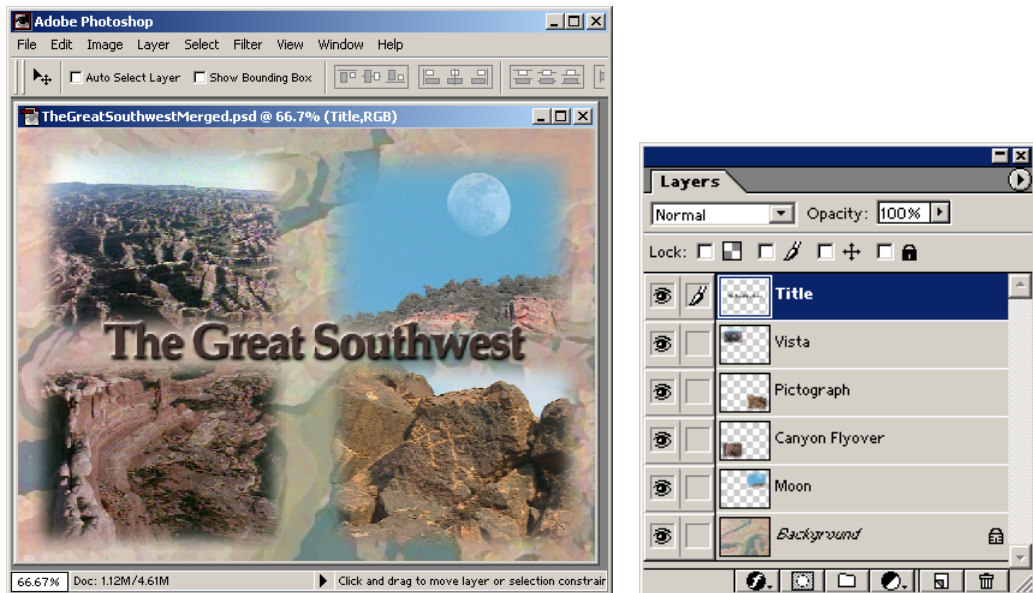 Adobe Photoshop
File Edit Image Layer Select Filter View Window Help
Auto Select Layer Show Bounding Box
TheGreatSouthwestMerged.psd @ 66.7% (Title,RGB)
The Great Southwest
66.67% Doc: 1.12M/4.61M Click and drag to move layer or selection constrair
Layers
Normal Opacity: 100%
Lock:
Title
Vista
Pictograph
Canyon Flyover
Moon
Background